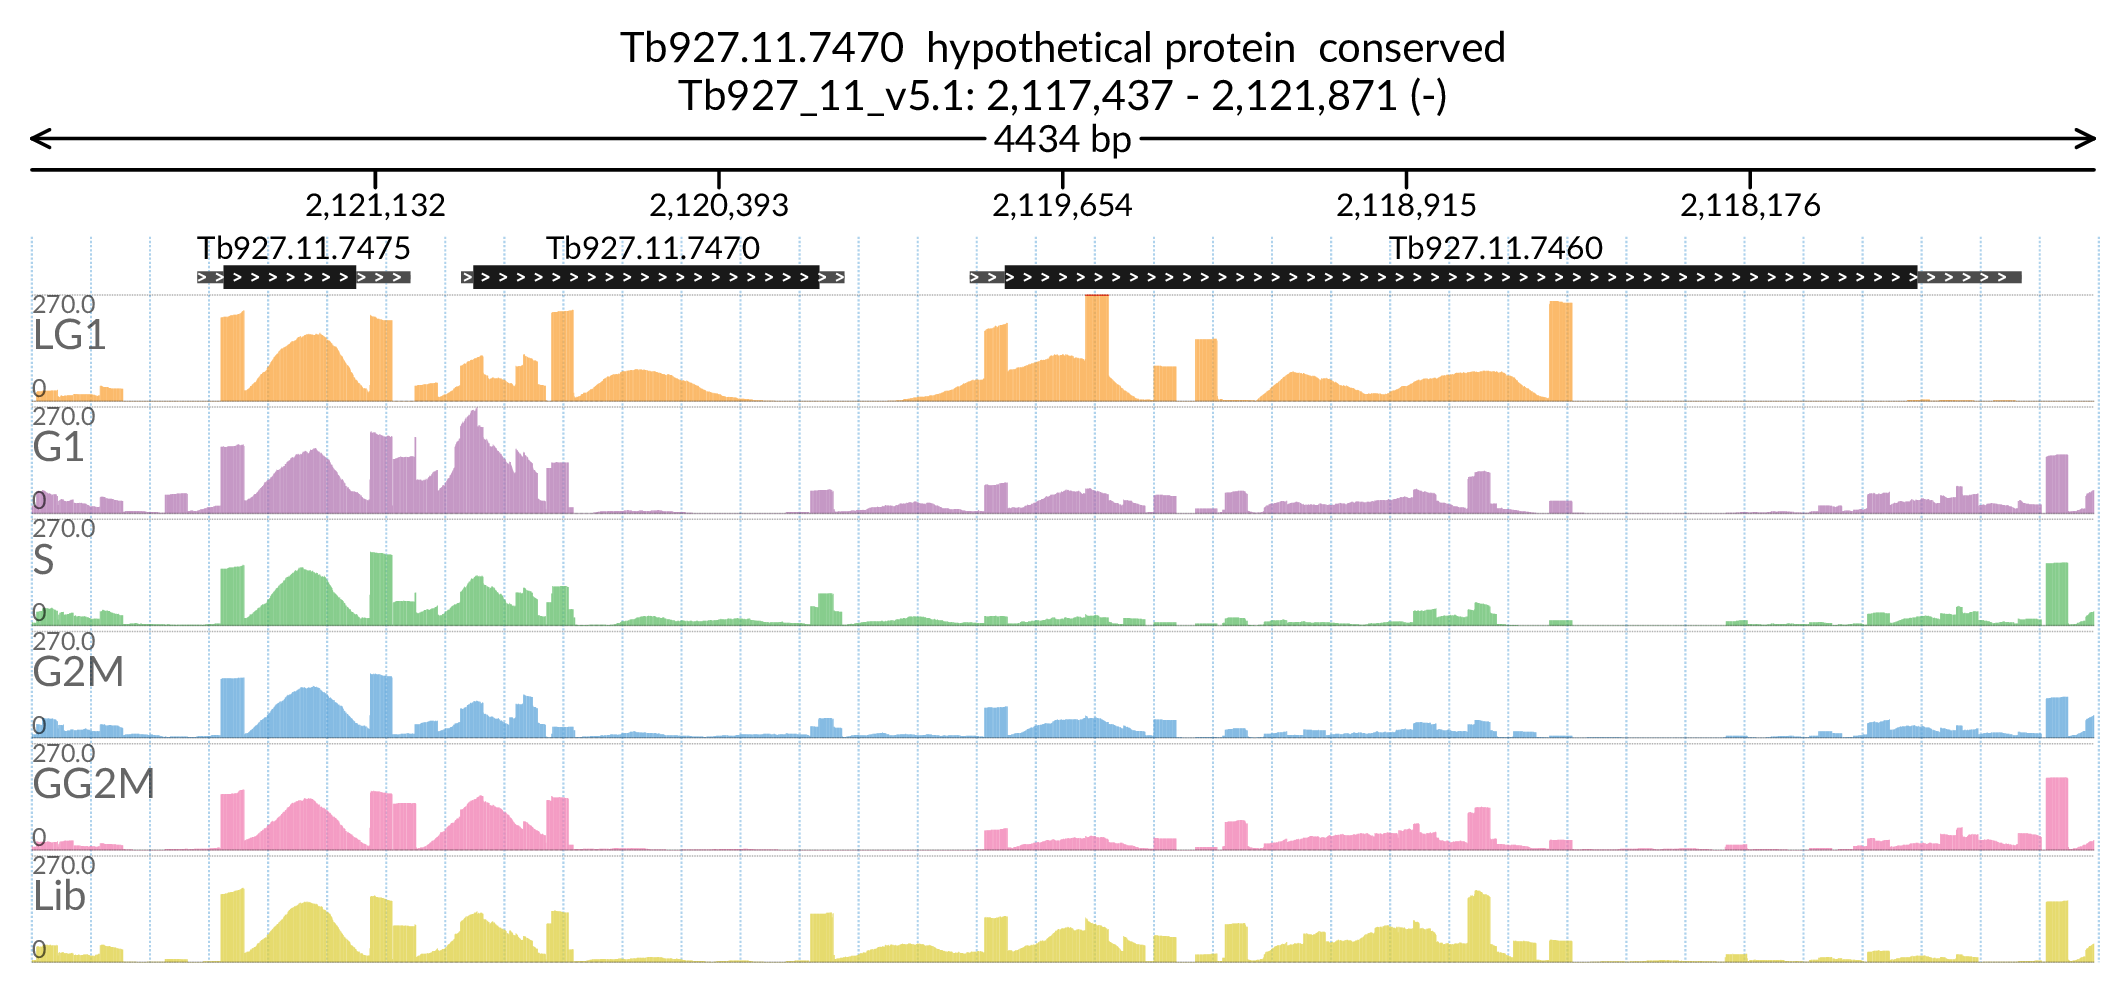 Tb927.11.7470 hypothetical protein conserved
Tb927_11_v5.1: 2,117,437 - 2,121,871 (-)
4434 bp
2,121,132 2,120,393 2,119,654 2,118,915 2,118,176
Tb927.11.7475 Tb927.11.7470 Tb927.11.7460
270.0
LG1
0
270.0
G1
0
270.0
S
0
270.0
G2M
0
270.0
GG2M
0
270.0
Lib
0